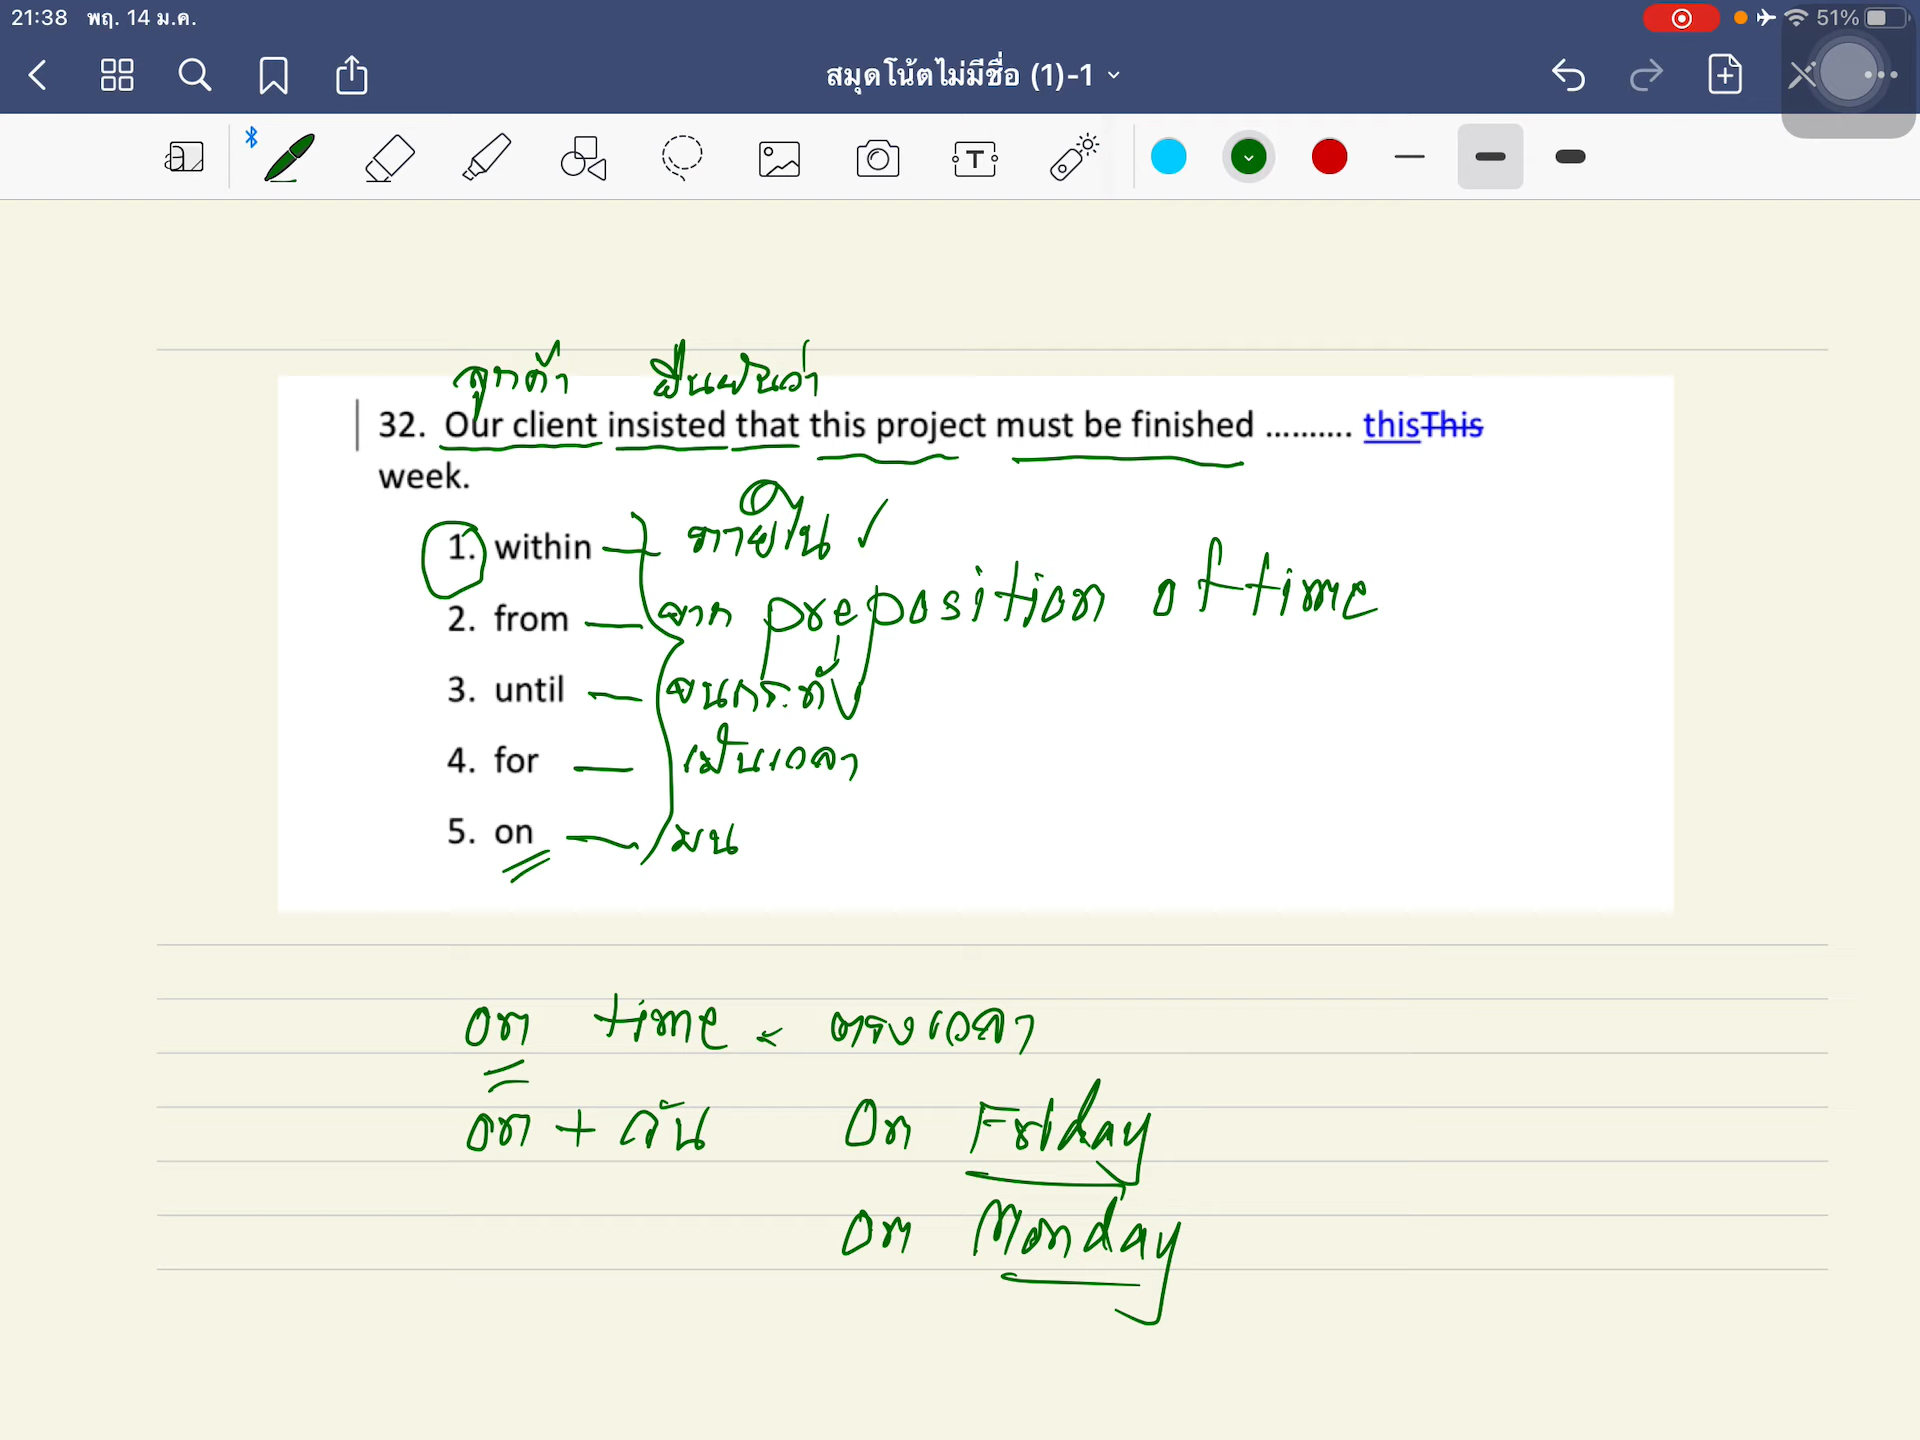 21:38 พฤ. 14 ม.ค. 51%
สมุดโน้ตไม่มีชื่อ (1)-1
ลูกค้า ยืนยันว่า
32. Our client insisted that this project must be finished .......... thisThis
week.
1. within ภายใน
2. from จาก preposition of time
3. until จนกระทั่ง
4. for เป็นเวลา
5. on บน
on time ตรงเวลา
on + วัน On Friday
On Monday